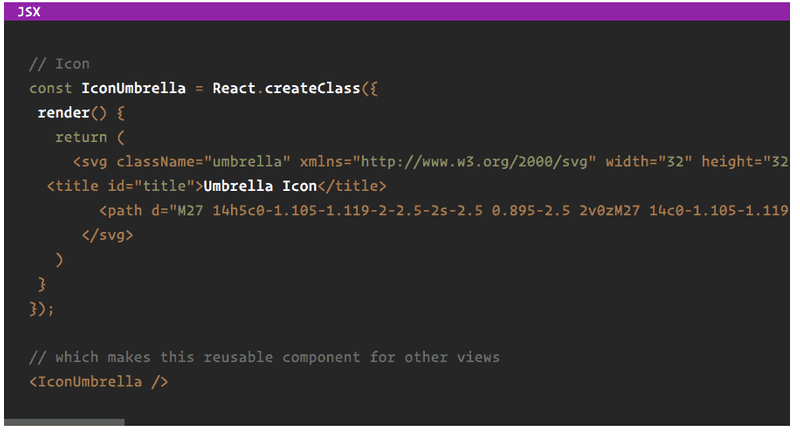 JSX
// Icon
const IconUmbrella = React.createClass({
render() {
return (
<svg className="umbrella" xmlns="http://www.w3.org/2000/svg" width="32" height="32
<title id="title">Umbrella Icon</title>
<path d="M27 14h5c0-1.105-1.119-2-2.5-2s-2.5 0.895-2.5 2v0zM27 14c0-1.105-1.119
</svg>
)
}
});
// which makes this reusable component for other views
<IconUmbrella />